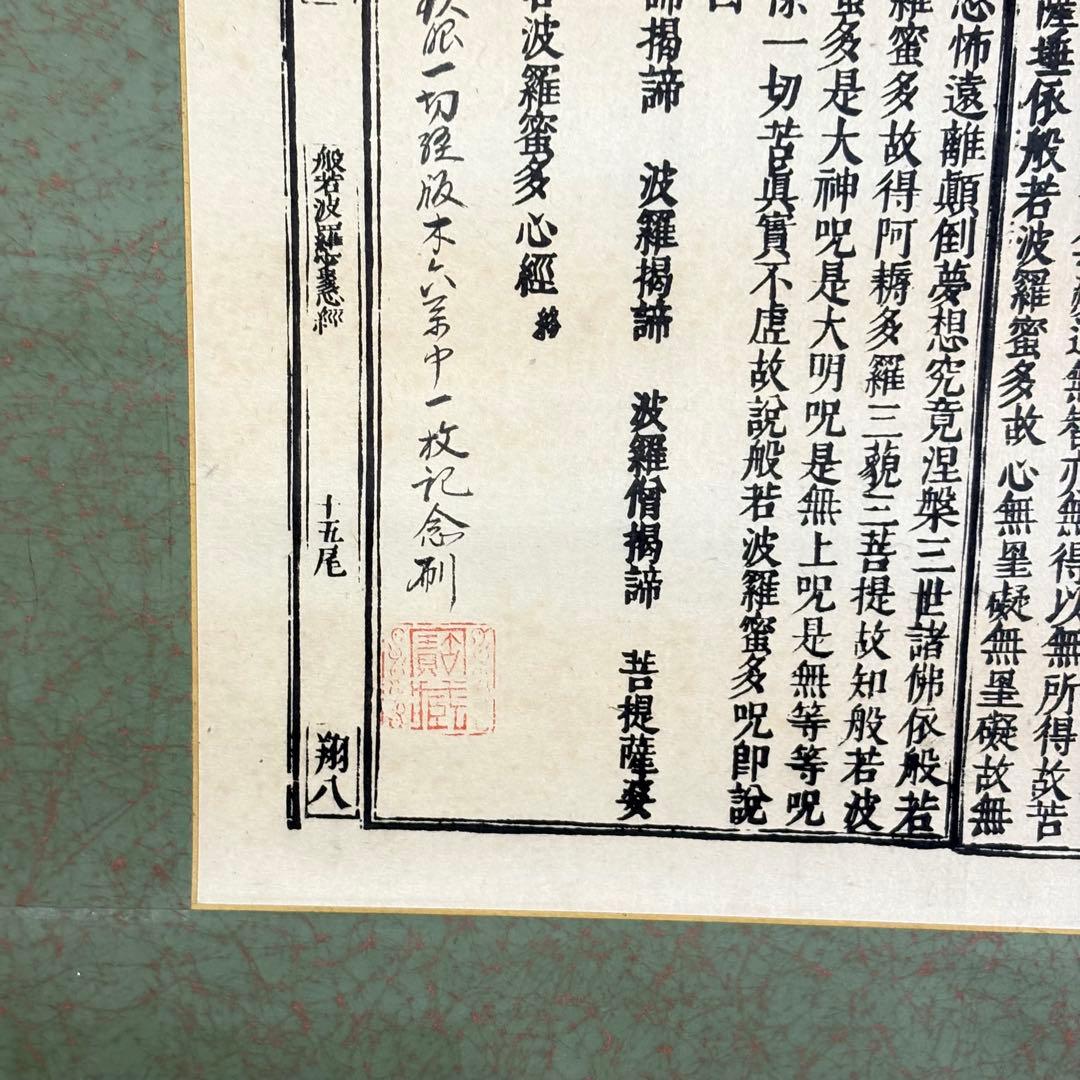 薩埵依般若波羅蜜多故心無罣礙無罣礙故無
恐怖遠離顛倒夢想究竟涅槃三世諸佛依般若
羅蜜多故得阿耨多羅三藐三菩提故知般若波
蜜多是大神呪是大明呪是無上呪是無等等呪
除一切苦真實不虛故說般若波羅蜜多呪即說
曰
諦揭諦 波羅揭諦 波羅僧揭諦 菩提薩婆
若波羅蜜多心經
眼一切経版木六萬中一枚記念刷
般若波羅蜜多心經
十五尾
翔八